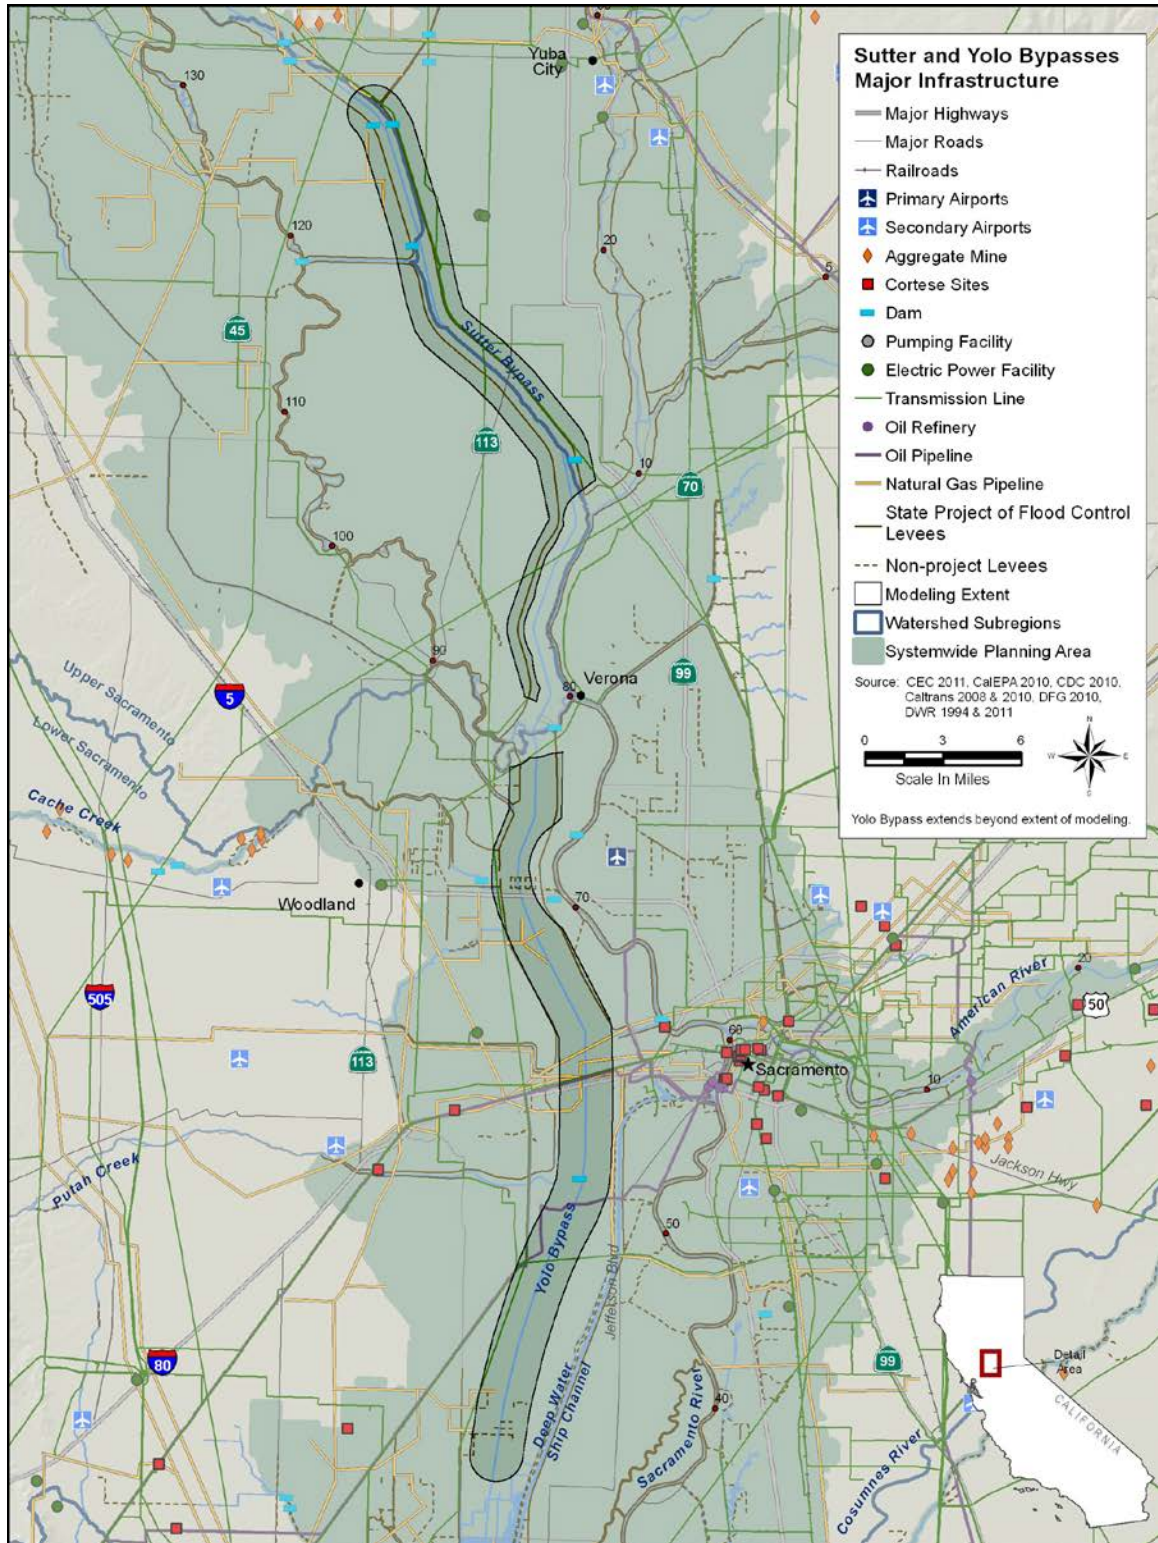 Sutter and Yolo Bypasses
Major Infrastructure
Major Highways
Major Roads
Railroads
Primary Airports
Secondary Airports
Aggregate Mine
Cortese Sites
Dam
Pumping Facility
Electric Power Facility
Transmission Line
Oil Refinery
Oil Pipeline
Natural Gas Pipeline
State Project of Flood Control
Levees
Non-project Levees
Modeling Extent
Watershed Subregions
Systemwide Planning Area
Source: CEC 2011, CalEPA 2010, CDC 2010,
Caltrans 2008 & 2010, DFG 2010,
DWR 1994 & 2011
0 3 6
Scale In Miles
N
W E
S
Yolo Bypass extends beyond extent of modeling.
Yuba
City
130
120
20
5
45
Sutter Bypass
110
113
10
70
100
90
Upper Sacramento
5
99
80
Verona
Lower Sacramento
Cache Creek
Woodland
70
505
20
50
American River
60
Sacramento
113
10
Putah Creek
Jackson Hwy
50
Yolo Bypass
Jefferson Blvd
80
99
Deep Water
Ship Channel
Sacramento River
40
Cosumnes River
Detail
Area
CALIFORNIA